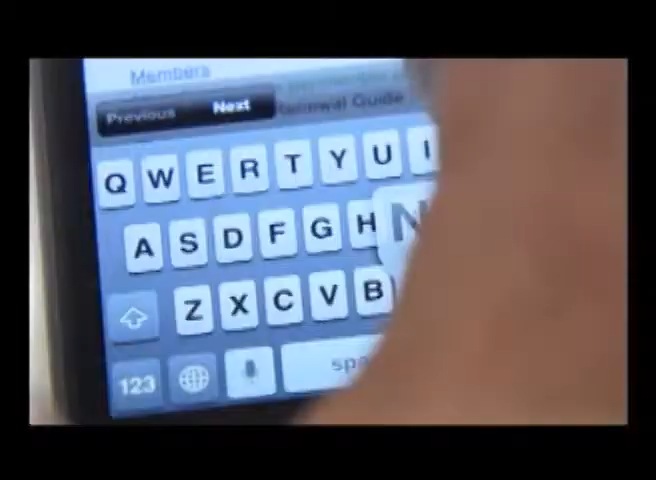 Members
Previous Next
Renewal Guide
Q W E R T Y U I
A S D F G H N
Z X C V B
123 spa